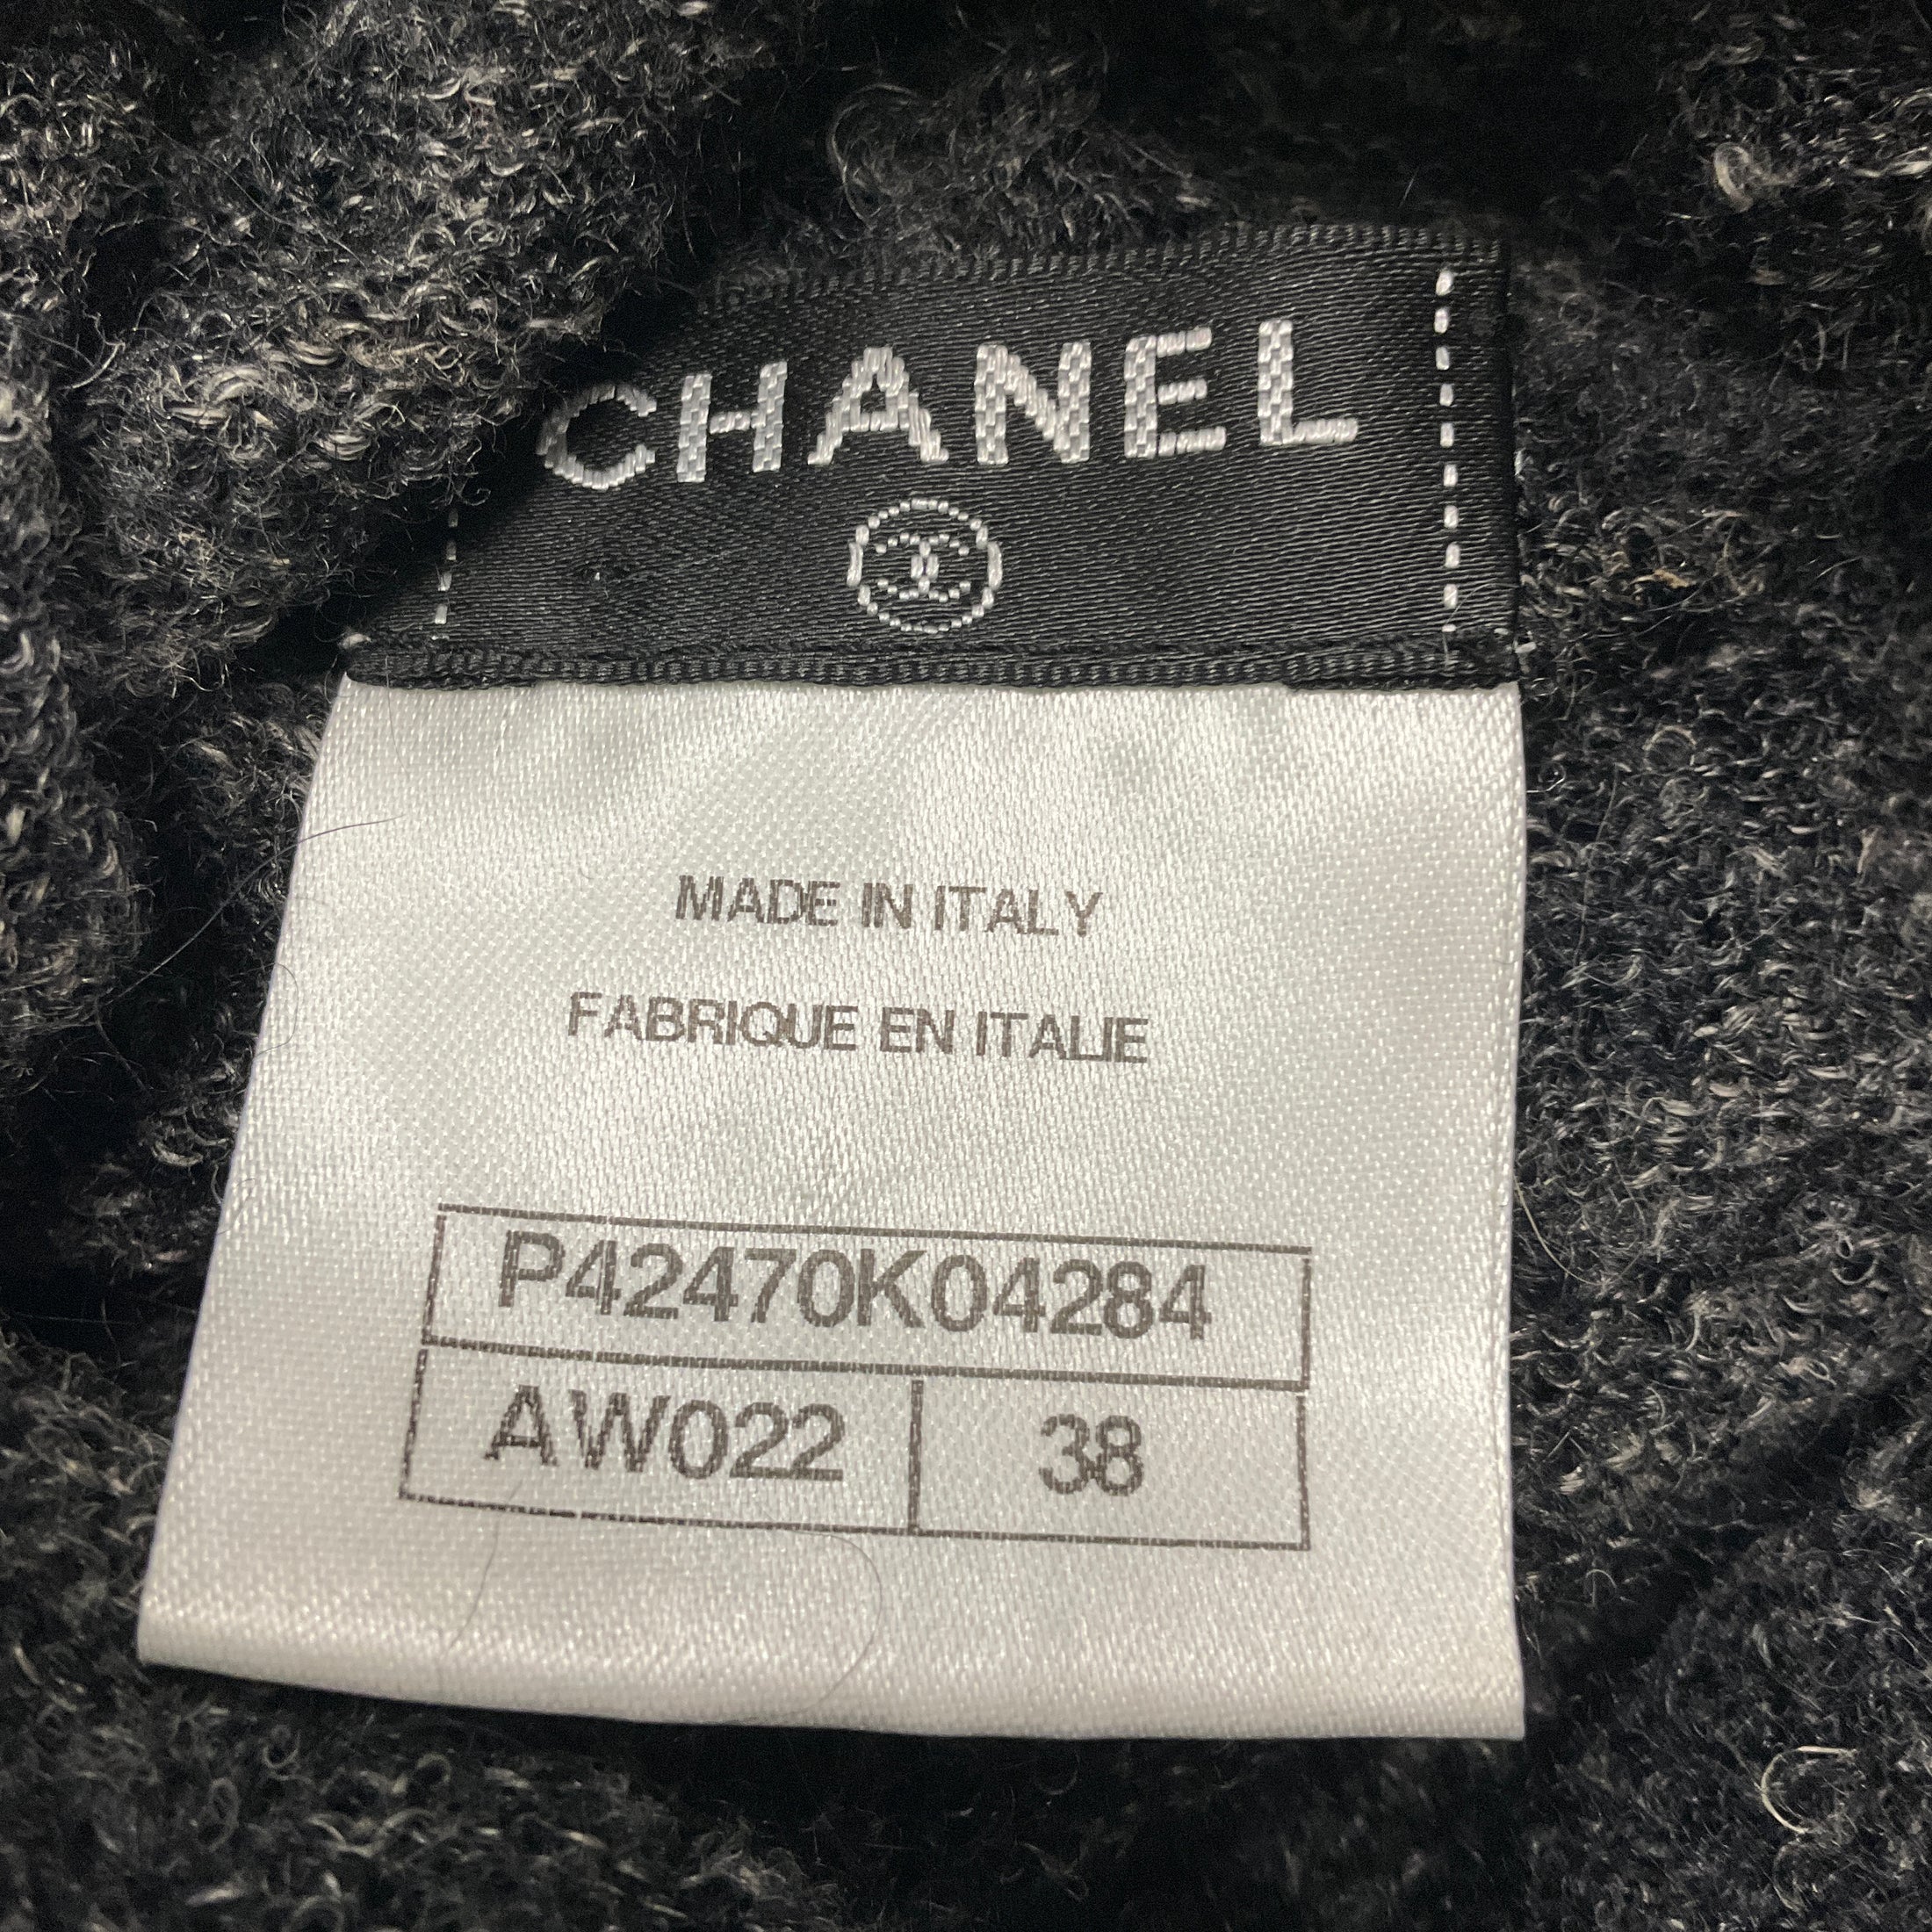 CHANEL
MADE IN ITALY
FABRIQUE EN ITALIE
P42470K04284
AW022 38